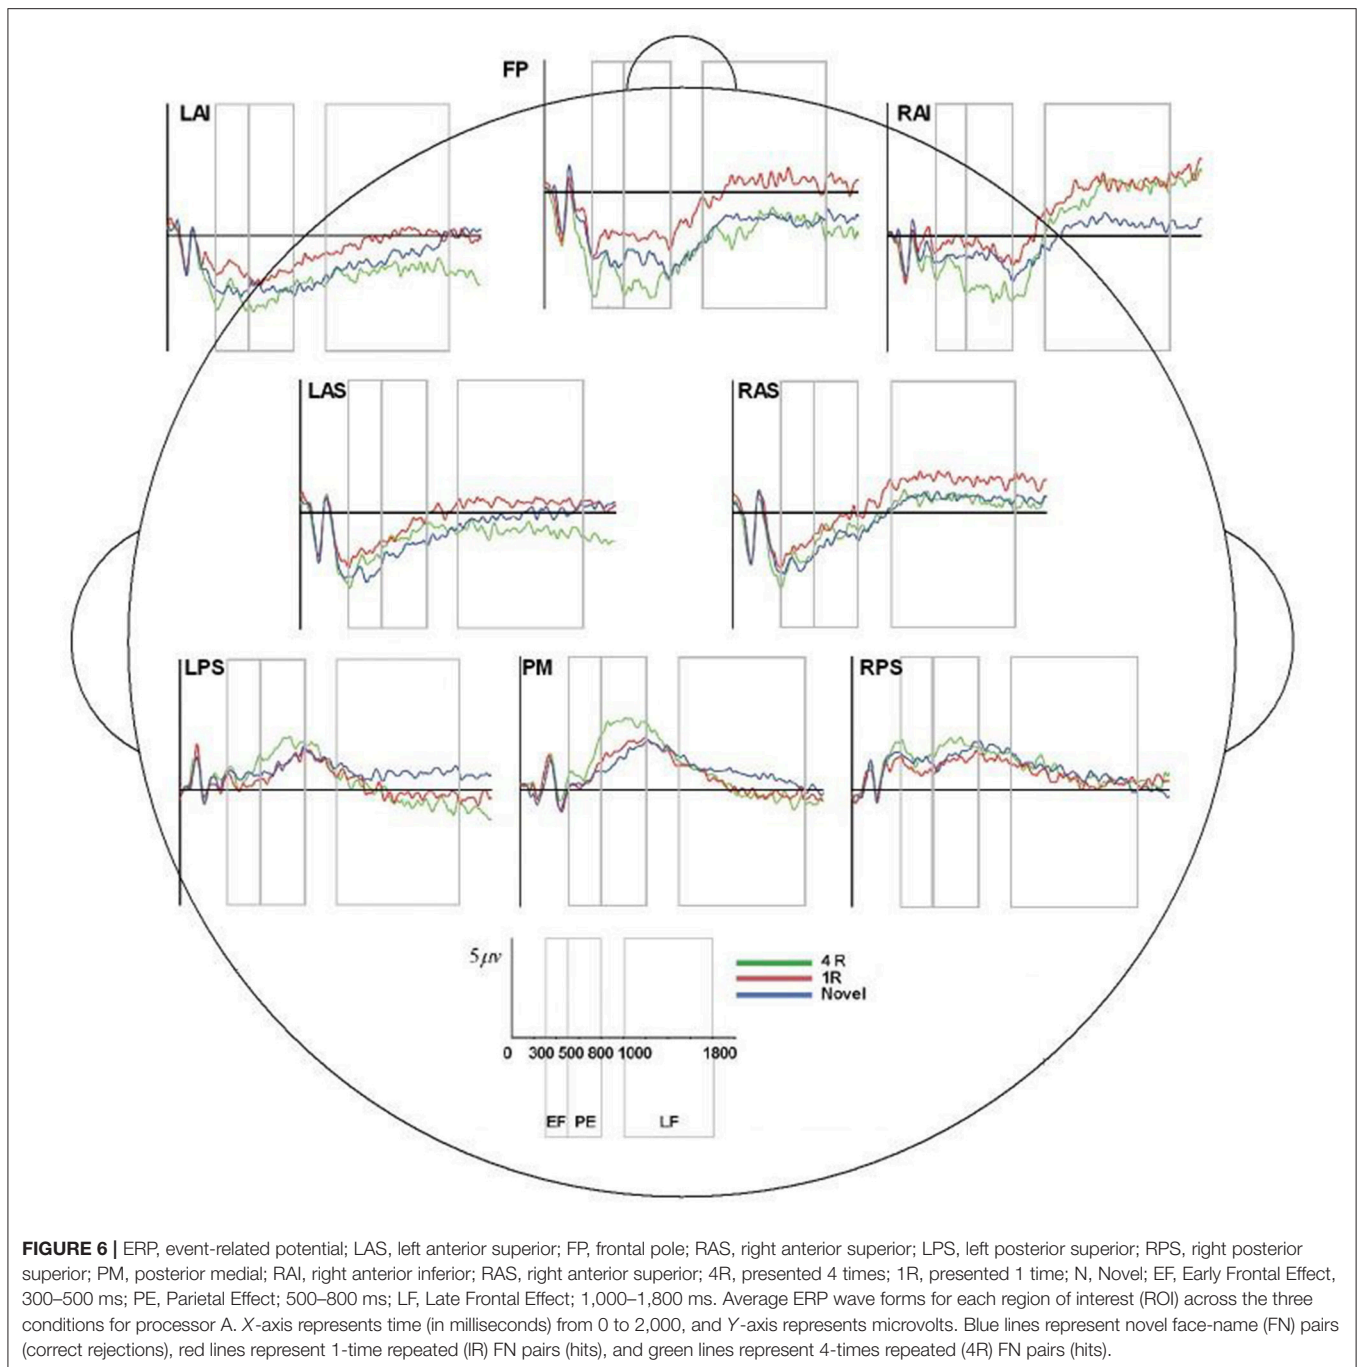 FP
LAI
RAI
LAS
RAS
LPS
PM
RPS
5μv
4 R
1R
Novel
0 300 500 800 1000 1800
EF PE LF
FIGURE 6 | ERP, event-related potential; LAS, left anterior superior; FP, frontal pole; RAS, right anterior superior; LPS, left posterior superior; RPS, right posterior
superior; PM, posterior medial; RAI, right anterior inferior; RAS, right anterior superior; 4R, presented 4 times; 1R, presented 1 time; N, Novel; EF, Early Frontal Effect,
300–500 ms; PE, Parietal Effect; 500–800 ms; LF, Late Frontal Effect; 1,000–1,800 ms. Average ERP wave forms for each region of interest (ROI) across the three
conditions for processor A. X-axis represents time (in milliseconds) from 0 to 2,000, and Y-axis represents microvolts. Blue lines represent novel face-name (FN) pairs
(correct rejections), red lines represent 1-time repeated (IR) FN pairs (hits), and green lines represent 4-times repeated (4R) FN pairs (hits).